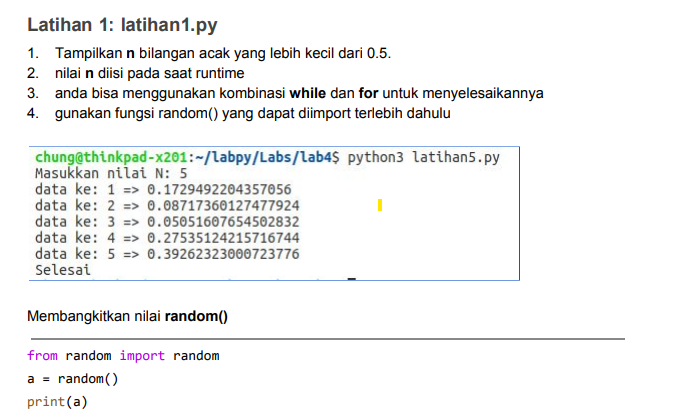 Latihan 1: latihan1.py
1. Tampilkan n bilangan acak yang lebih kecil dari 0.5.
2. nilai n diisi pada saat runtime
3. anda bisa menggunakan kombinasi while dan for untuk menyelesaikannya
4. gunakan fungsi random() yang dapat diimport terlebih dahulu
chung@thinkpad-x201:~/labpy/Labs/lab4$ python3 latihan5.py
Masukkan nilai N: 5
data ke: 1 => 0.1729492204357056
data ke: 2 => 0.08717360127477924
data ke: 3 => 0.05051607654502832
data ke: 4 => 0.27535124215716744
data ke: 5 => 0.39262323000723776
Selesai
Membangkitkan nilai random()
from random import random
a = random()
print(a)